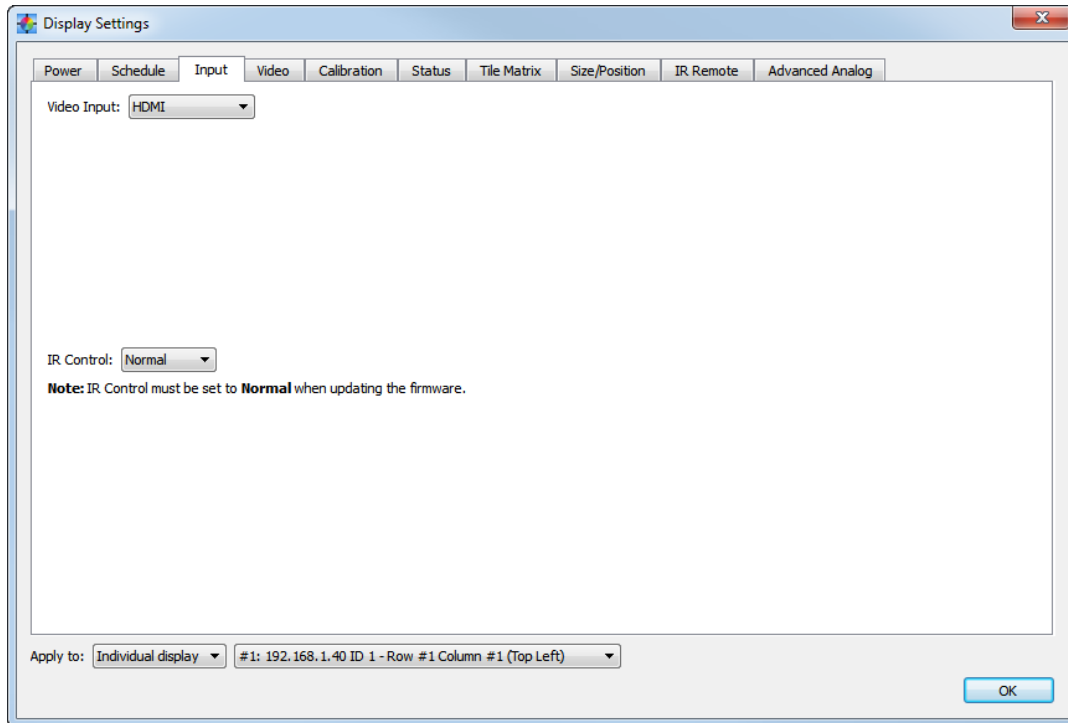 Display Settings
Power Schedule Input Video Calibration Status Tile Matrix Size/Position IR Remote Advanced Analog
Video Input: HDMI
IR Control: Normal
Note: IR Control must be set to Normal when updating the firmware.
Apply to: Individual display #1: 192.168.1.40 ID 1 - Row #1 Column #1 (Top Left)
OK